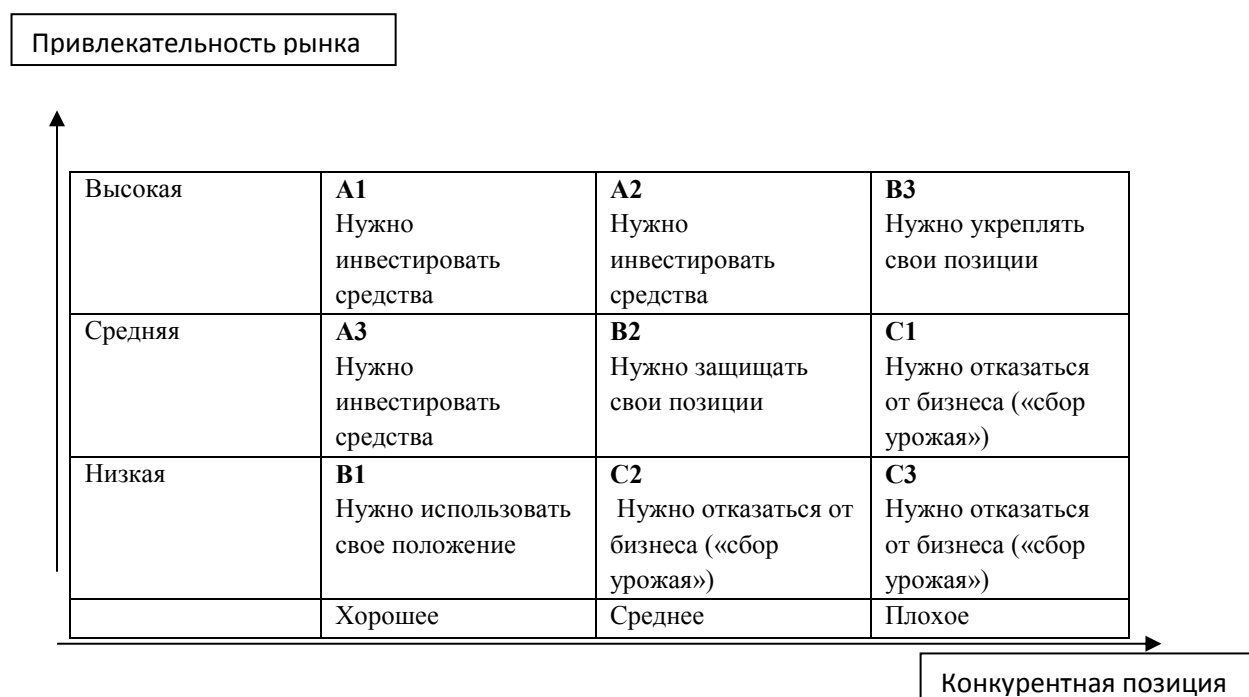 Привлекательность рынка
Высокая
A1
Нужно
инвестировать
средства
A2
Нужно
инвестировать
средства
B3
Нужно укреплять
свои позиции
Средняя
A3
Нужно
инвестировать
средства
B2
Нужно защищать
свои позиции
C1
Нужно отказаться
от бизнеса («сбор
урожая»)
Низкая
B1
Нужно использовать
свое положение
C2
Нужно отказаться от
бизнеса («сбор
урожая»)
C3
Нужно отказаться
от бизнеса («сбор
урожая»)
Хорошее
Среднее
Плохое
Конкурентная позиция